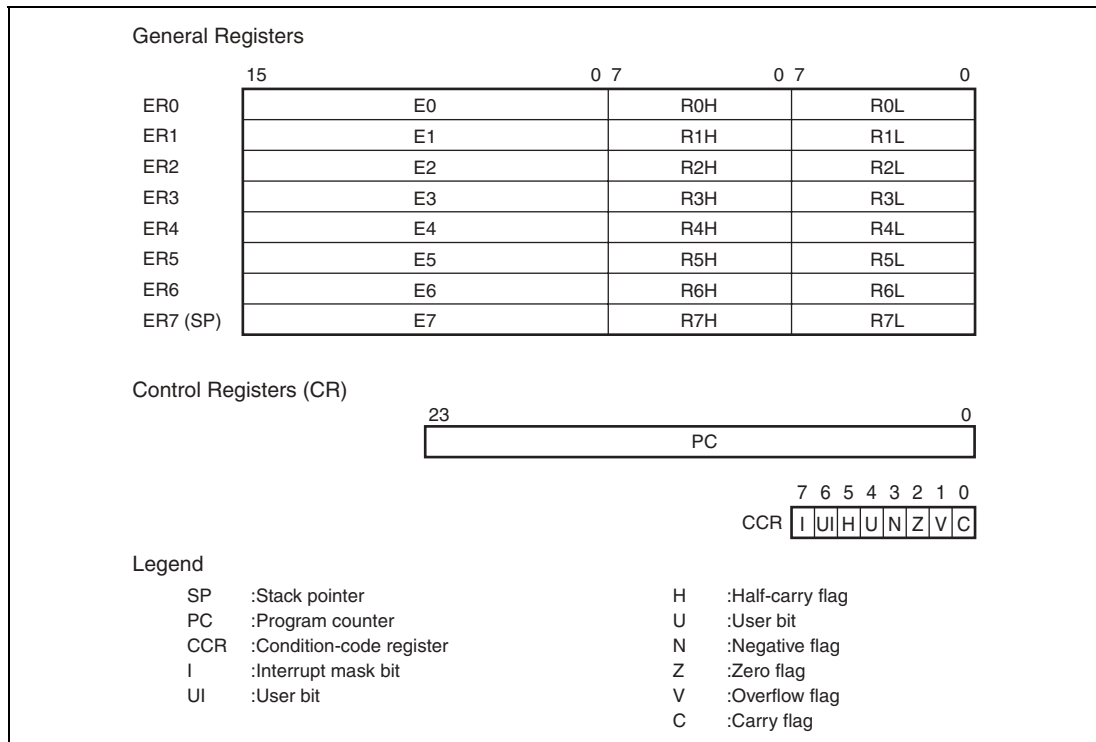 General Registers
15 0 7 0 7 0
ER0 E0 R0H R0L
ER1 E1 R1H R1L
ER2 E2 R2H R2L
ER3 E3 R3H R3L
ER4 E4 R4H R4L
ER5 E5 R5H R5L
ER6 E6 R6H R6L
ER7 (SP) E7 R7H R7L
Control Registers (CR)
23 0
PC
7 6 5 4 3 2 1 0
CCR I UI H U N Z V C
Legend
SP :Stack pointer
PC :Program counter
CCR :Condition-code register
I :Interrupt mask bit
UI :User bit
H :Half-carry flag
U :User bit
N :Negative flag
Z :Zero flag
V :Overflow flag
C :Carry flag